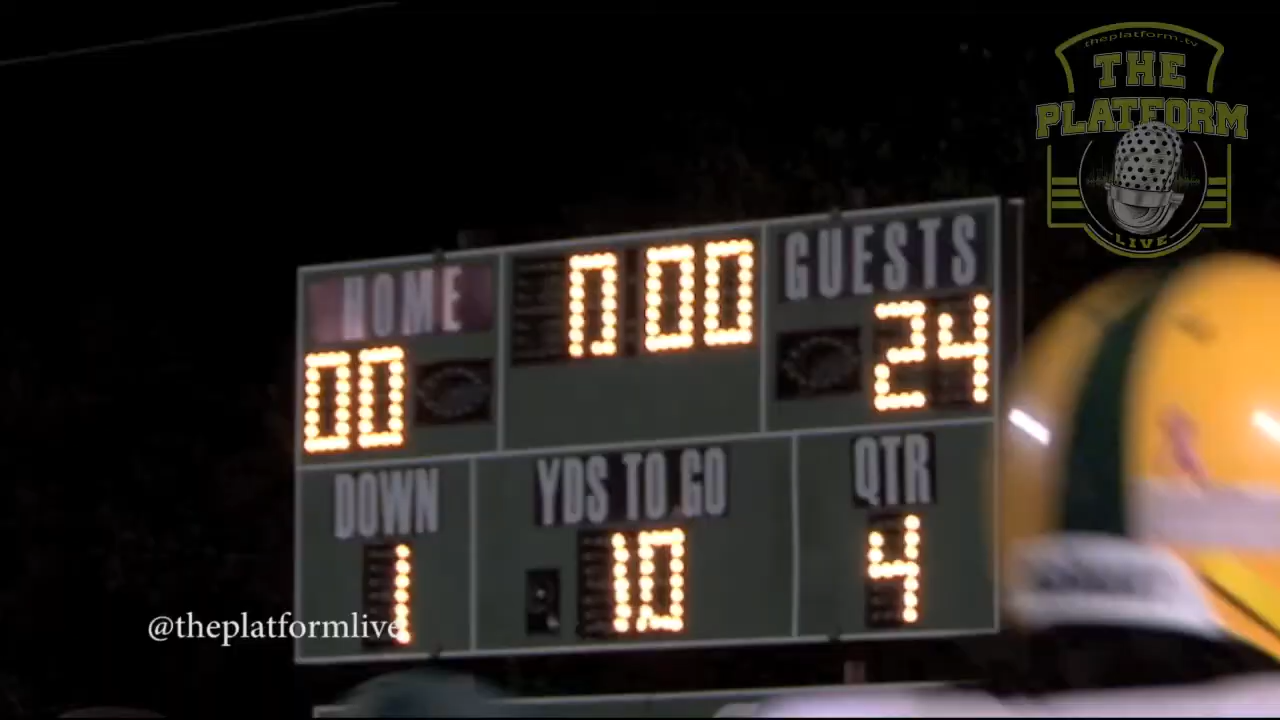 theplatform.tv
THE
PLATFORM
LIVE
HOME
0 00
GUESTS
00
24
DOWN
YDS TO GO
QTR
1
10
4
@theplatformlive